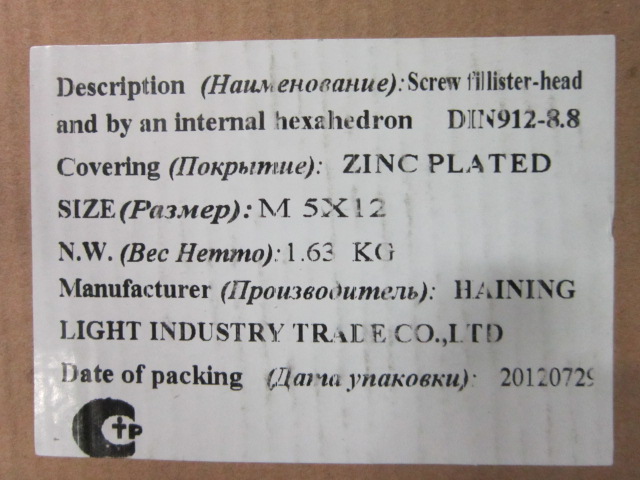 Description (Наименование): Screw fillister-head
and by an internal hexahedron DIN912-8.8
Covering (Покрытие): ZINC PLATED
SIZE (Размер): M 5X12
N.W. (Вес Нетто): 1.63 KG
Manufacturer (Производитель): HAINING
LIGHT INDUSTRY TRADE CO.,LTD
Date of packing (Дата упаковки): 20120729
СтР